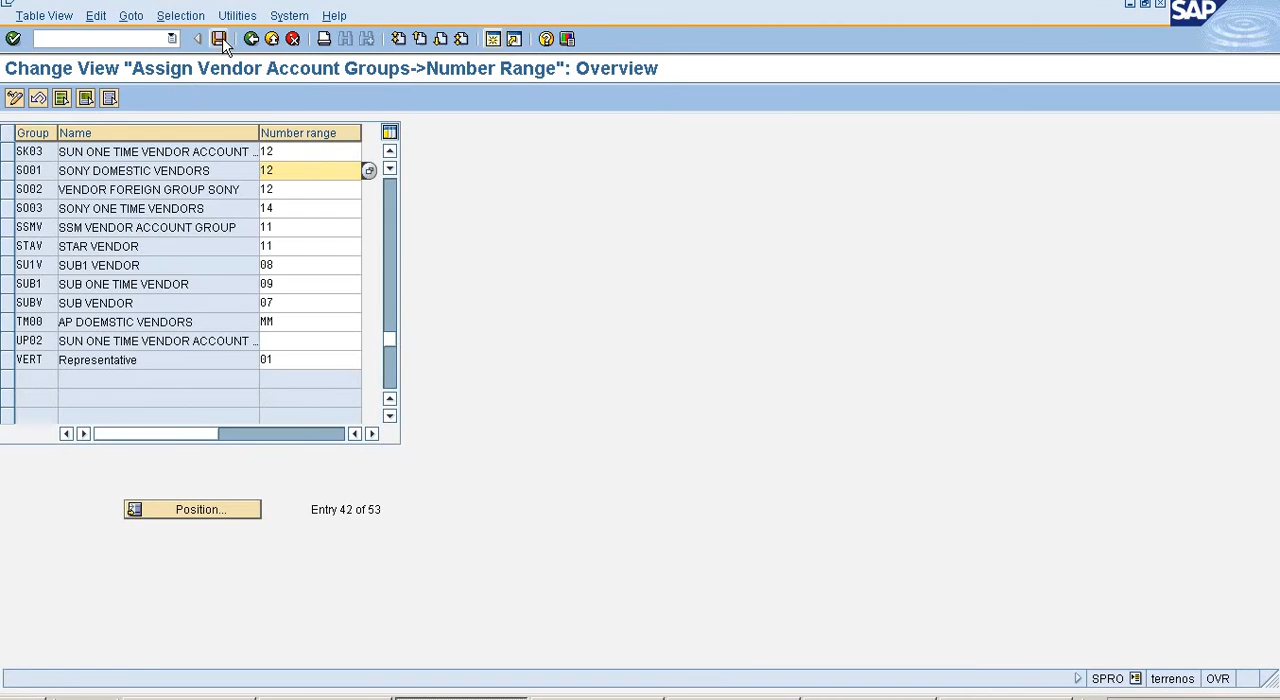 Table View Edit Goto Selection Utilities System Help
SAP
Change View "Assign Vendor Account Groups->Number Range": Overview
Group Name Number range
SK03 SUN ONE TIME VENDOR ACCOUNT … 12
SO01 SONY DOMESTIC VENDORS 12
SO02 VENDOR FOREIGN GROUP SONY 12
SO03 SONY ONE TIME VENDORS 14
SSMV SSM VENDOR ACCOUNT GROUP 11
STAV STAR VENDOR 11
SU1V SUB1 VENDOR 08
SUB1 SUB ONE TIME VENDOR 09
SUBV SUB VENDOR 07
TM00 AP DOEMSTIC VENDORS MM
UP02 SUN ONE TIME VENDOR ACCOUNT …
VERT Representative 01
Position... Entry 42 of 53
SPRO terrenos OVR